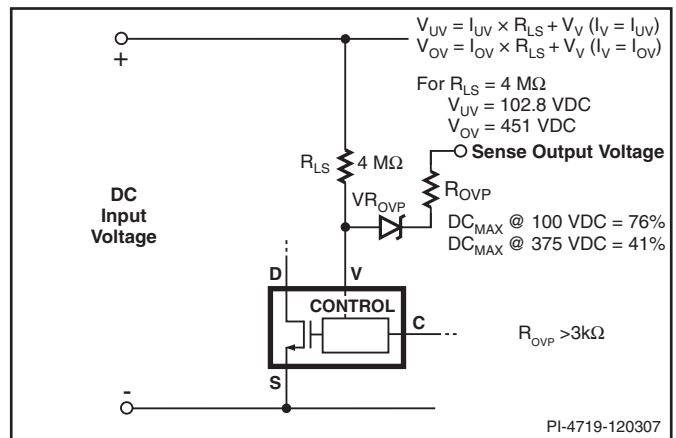 V_UV = I_UV × R_LS + V_V (I_V = I_UV)
V_OV = I_OV × R_LS + V_V (I_V = I_OV)
+
For R_LS = 4 MΩ
V_UV = 102.8 VDC
V_OV = 451 VDC
Sense Output Voltage
R_LS 4 MΩ
R_OVP
VR_OVP
DC
Input
Voltage
DC_MAX @ 100 VDC = 76%
DC_MAX @ 375 VDC = 41%
D V
CONTROL
C
R_OVP >3kΩ
S
-
PI-4719-120307